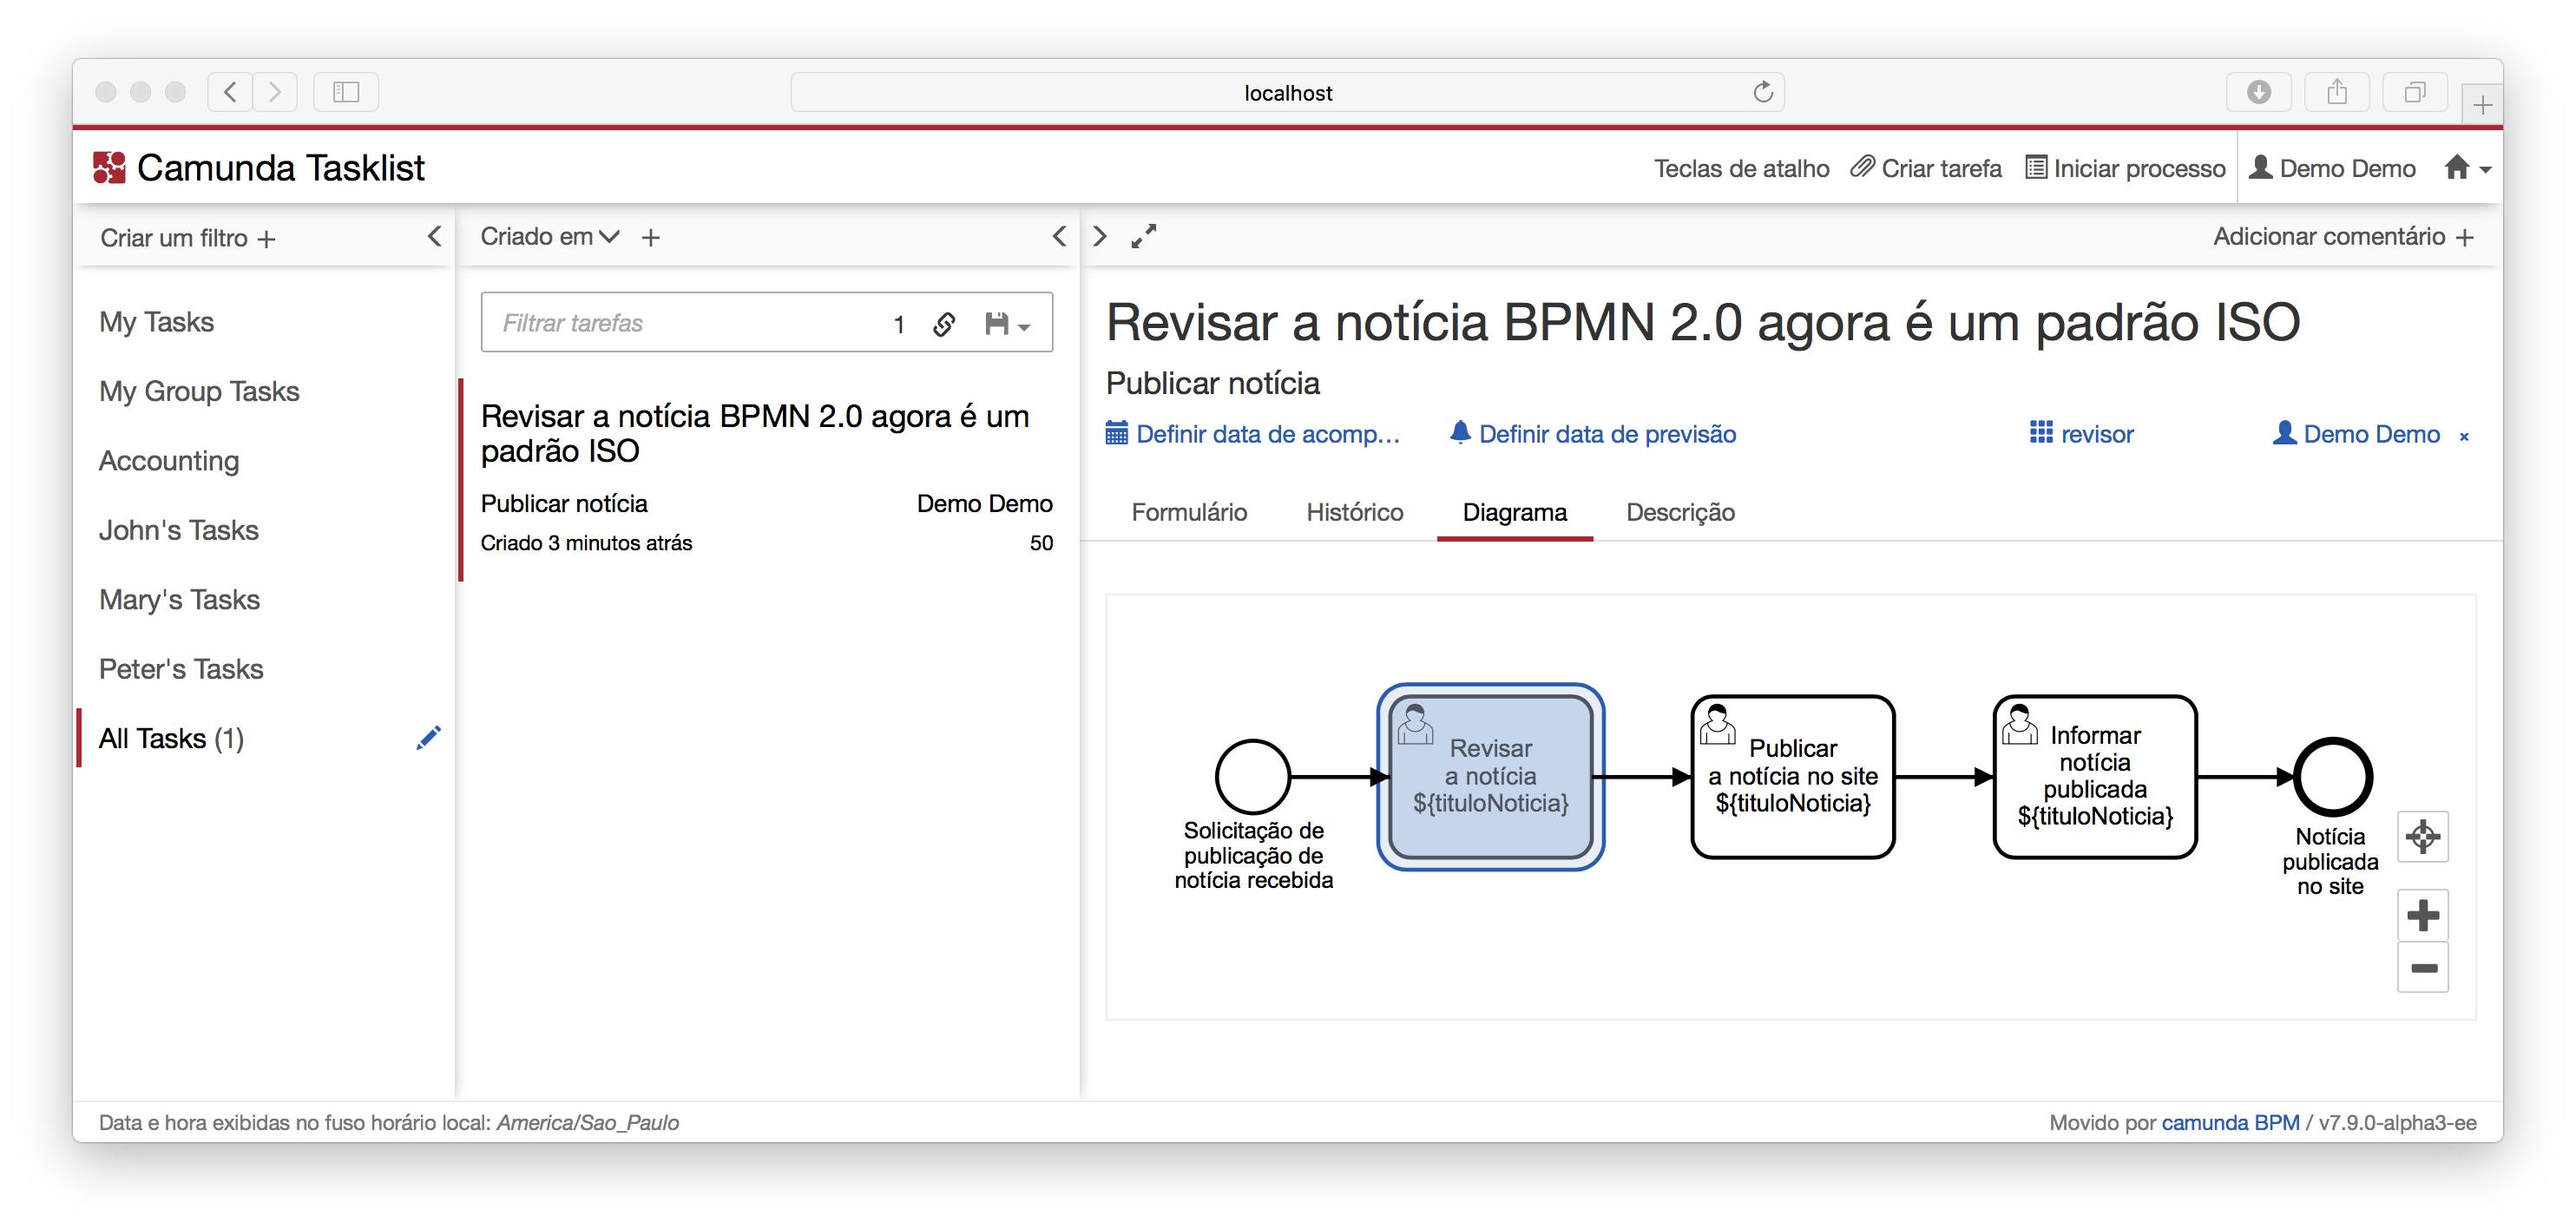 localhost
Camunda Tasklist
Teclas de atalho
Criar tarefa
Iniciar processo
Demo Demo
Criar um filtro +
Criado em
Adicionar comentário +
My Tasks
My Group Tasks
Accounting
John's Tasks
Mary's Tasks
Peter's Tasks
All Tasks (1)
Filtrar tarefas
1
Revisar a notícia BPMN 2.0 agora é um
padrão ISO
Publicar notícia
Demo Demo
Criado 3 minutos atrás
50
Revisar a notícia BPMN 2.0 agora é um padrão ISO
Publicar notícia
Definir data de acomp...
Definir data de previsão
revisor
Demo Demo ×
Formulário
Histórico
Diagrama
Descrição
Solicitação de
publicação de
notícia recebida
Revisar
a notícia
${tituloNoticia}
Publicar
a notícia no site
${tituloNoticia}
Informar
notícia
publicada
${tituloNoticia}
Notícia
publicada
no site
Data e hora exibidas no fuso horário local: America/Sao_Paulo
Movido por camunda BPM / v7.9.0-alpha3-ee